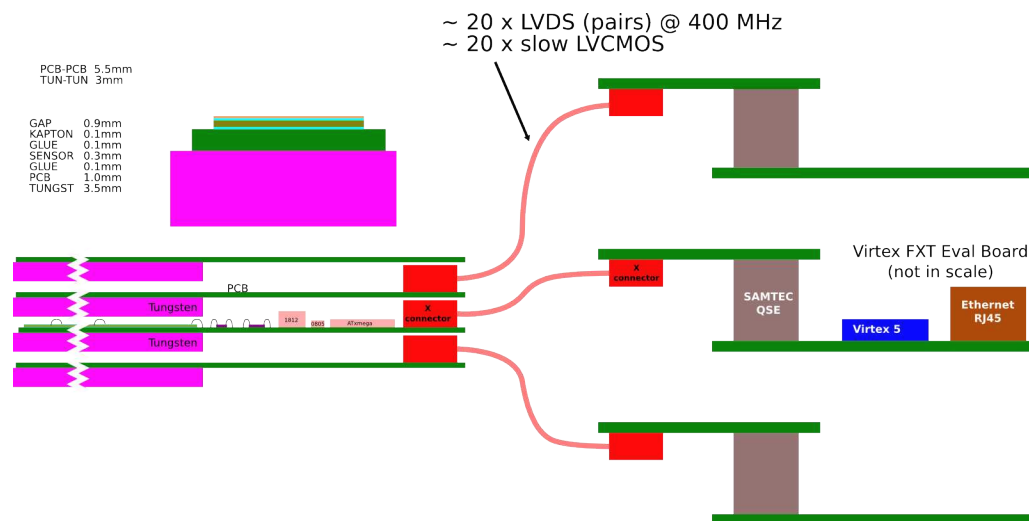 ~ 20 x LVDS (pairs) @ 400 MHz
~ 20 x slow LVCMOS
PCB-PCB 5.5mm
TUN-TUN 3mm
GAP 0.9mm
KAPTON 0.1mm
GLUE 0.1mm
SENSOR 0.3mm
GLUE 0.1mm
PCB 1.0mm
TUNGST 3.5mm
Virtex FXT Eval Board
(not in scale)
X
connector
SAMTEC
QSE
Virtex 5
Ethernet
RJ45
PCB
Tungsten
1812
0805
ATxmega
X
connector
Tungsten